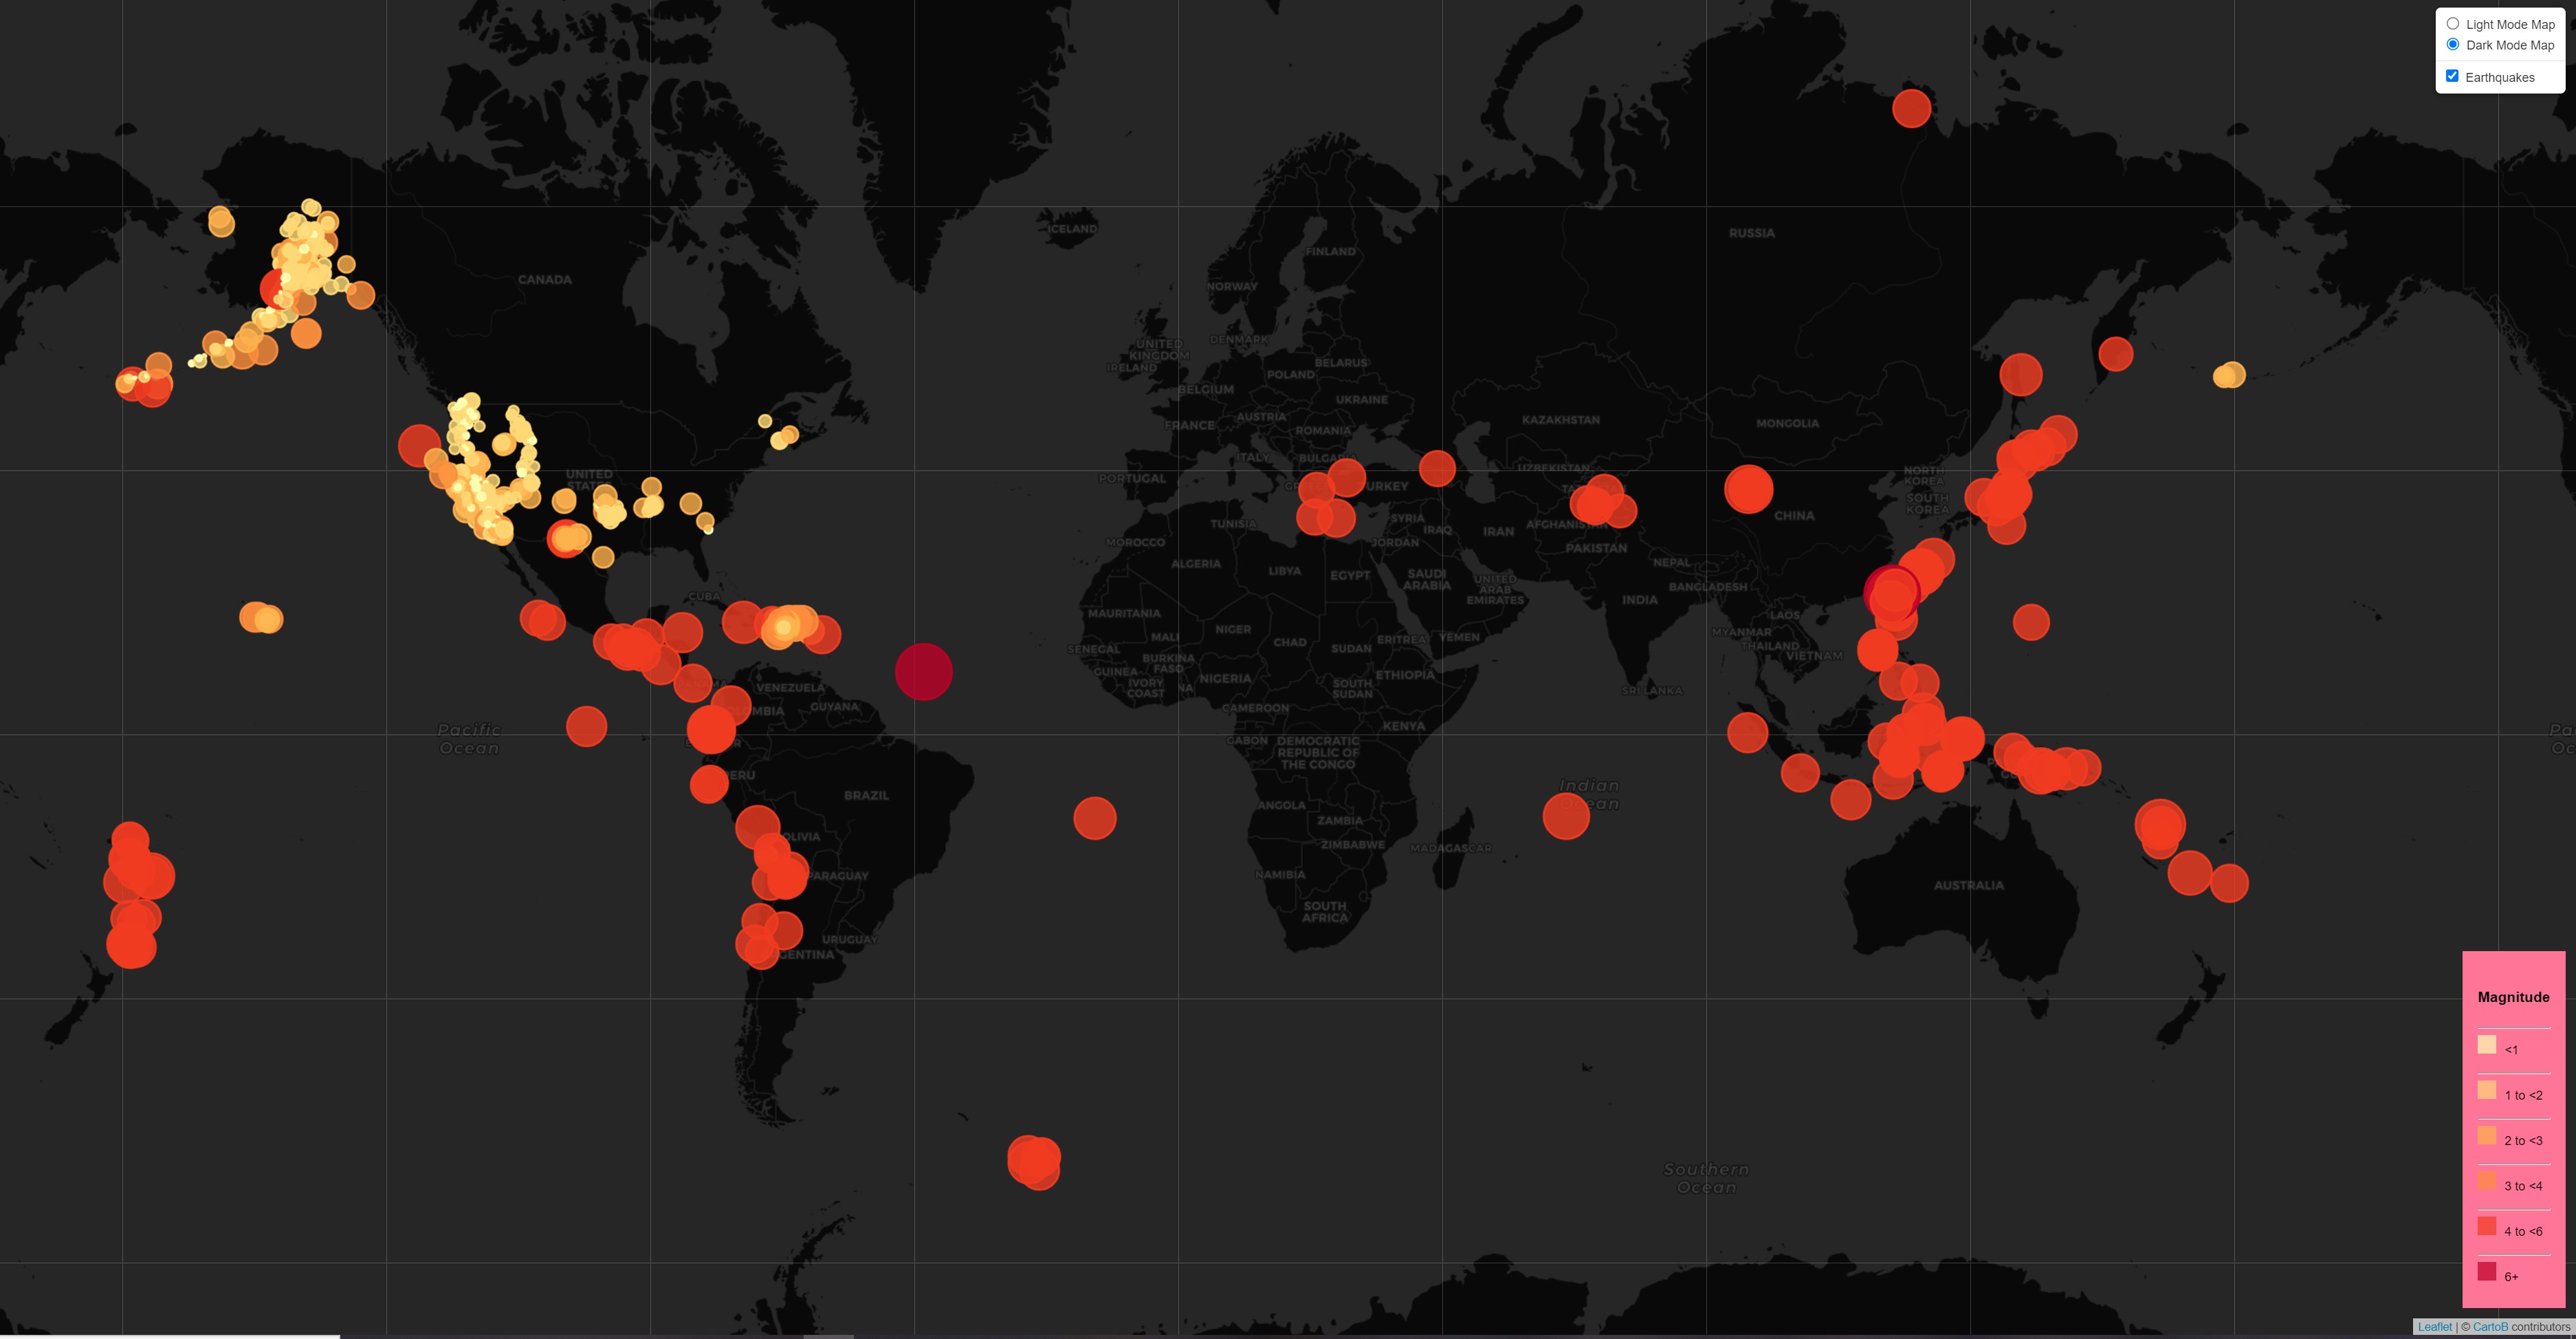 Light Mode Map
Dark Mode Map
Earthquakes
ICELAND
RUSSIA
FINLAND
CANADA
NORWAY
UNITED
KINGDOM
DENMARK
IRELAND
BELARUS
POLAND
BELGIUM
UKRAINE
AUSTRIA
FRANCE
ROMANIA
KAZAKHSTAN
MONGOLIA
ITALY
BULGARIA
UZBEKISTAN
UNITED
STATES
PORTUGAL
TURKEY
NORTH
KOREA
SOUTH
KOREA
CHINA
TUNISIA
SYRIA
IRAQ
IRAN
AFGHANISTAN
MOROCCO
JORDAN
PAKISTAN
ALGERIA
LIBYA
EGYPT
SAUDI
ARABIA
UNITED
ARAB
EMIRATES
NEPAL
BANGLADESH
INDIA
CUBA
MAURITANIA
MALI
NIGER
CHAD
SUDAN
ERITREA
YEMEN
LAOS
MYANMAR
THAILAND
VIETNAM
SENEGAL
GUINEA
BURKINA
FASO
IVORY
COAST
NIGERIA
SOUTH
SUDAN
ETHIOPIA
SRI LANKA
VENEZUELA
GUYANA
CAMEROON
KENYA
GABON
DEMOCRATIC
REPUBLIC OF
THE CONGO
Pacific
Ocean
PERU
BRAZIL
Indian
Ocean
ANGOLA
ZAMBIA
ZIMBABWE
MADAGASCAR
BOLIVIA
PARAGUAY
NAMIBIA
AUSTRALIA
SOUTH
AFRICA
URUGUAY
ARGENTINA
Southern
Ocean
Magnitude
<1
1 to <2
2 to <3
3 to <4
4 to <6
6+
Leaflet | © CartoB contributors